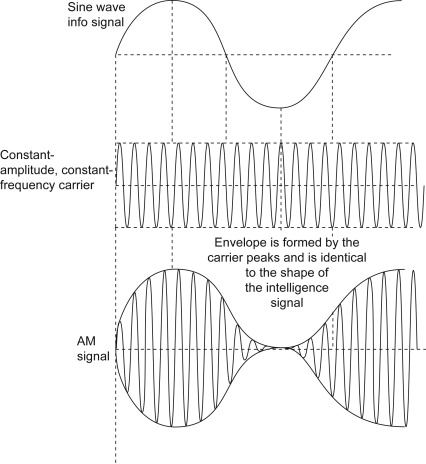 Sine wave
info signal
Constant-
amplitude, constant-
frequency carrier
Envelope is formed by the
carrier peaks and is identical
to the shape of
the intelligence
signal
AM
signal